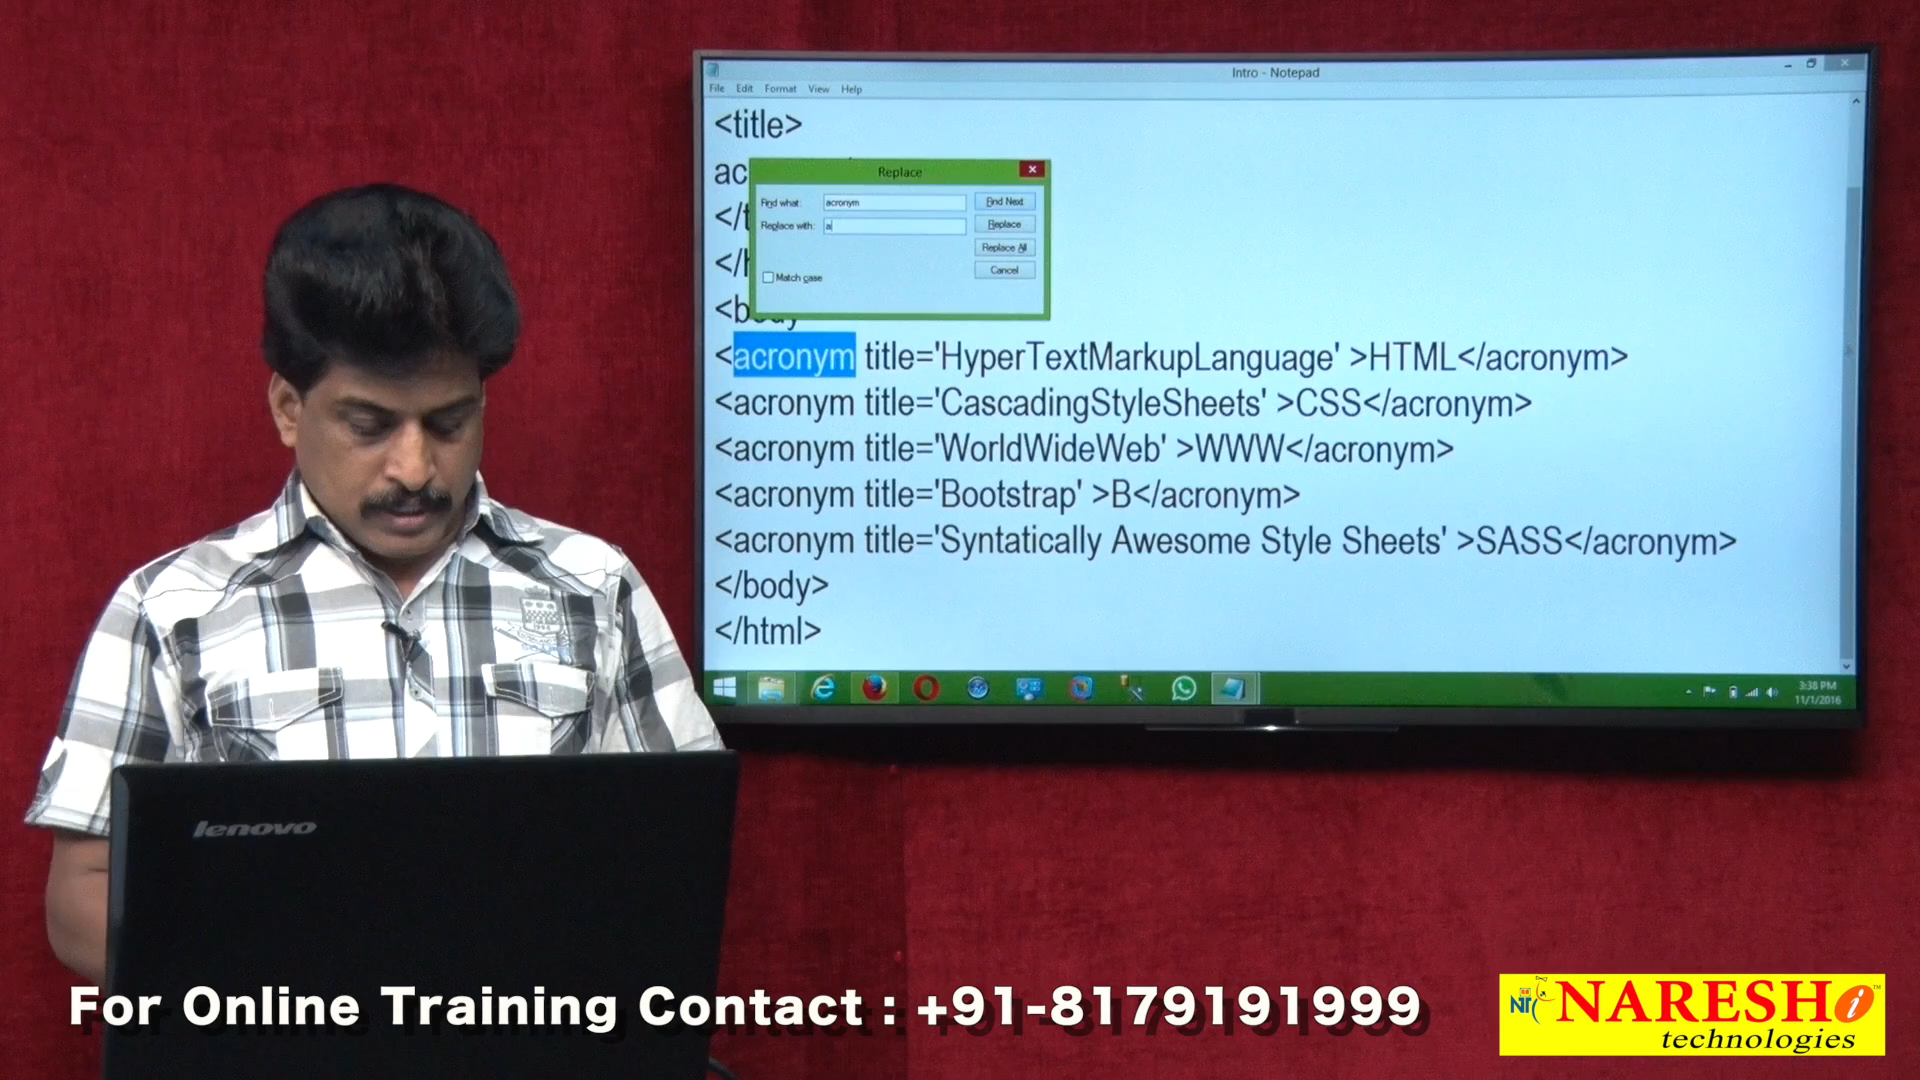 Intro - Notepad
File Edit Format View Help
<title>
ac
</t
</h
<body
Replace
Find what: acronym Find Next
Replace with: a Replace
Replace All
Cancel
Match case
<acronym title='HyperTextMarkupLanguage' >HTML</acronym>
<acronym title='CascadingStyleSheets' >CSS</acronym>
<acronym title='WorldWideWeb' >WWW</acronym>
<acronym title='Bootstrap' >B</acronym>
<acronym title='Syntatically Awesome Style Sheets' >SASS</acronym>
</body>
</html>
3:38 PM
11/1/2016
lenovo
For Online Training Contact : +91-8179191999
NARESH i
technologies